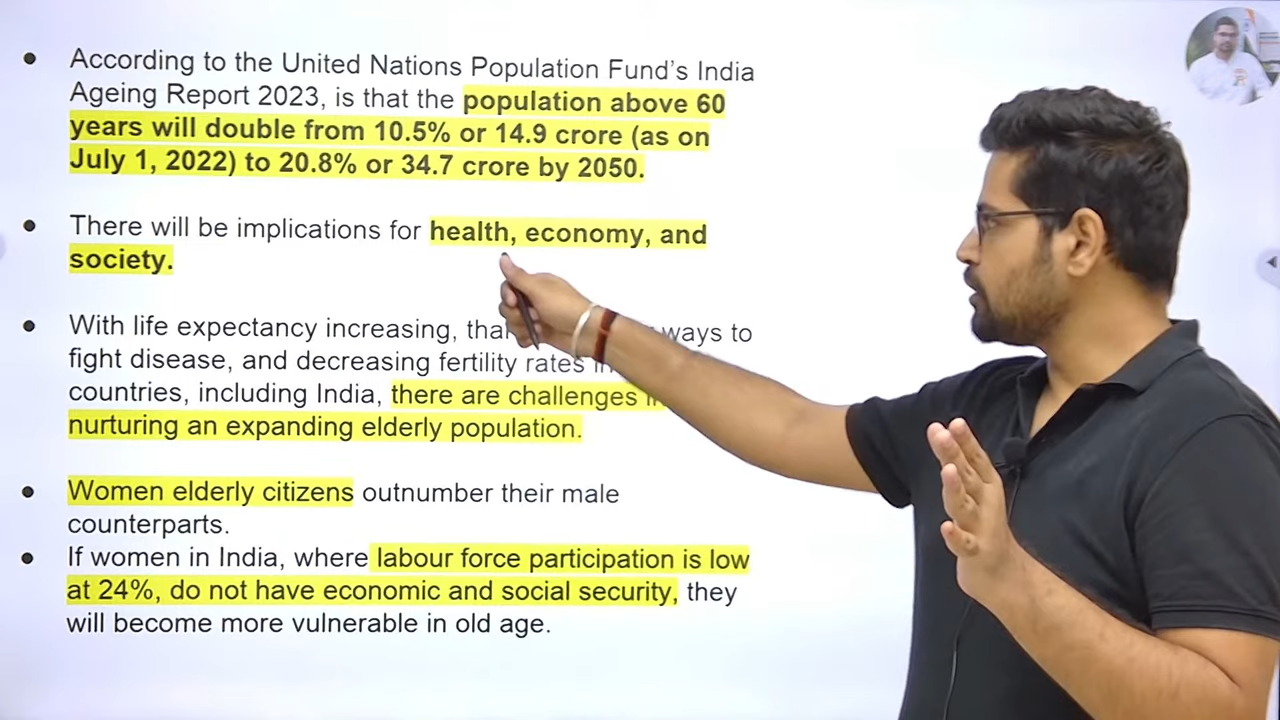 According to the United Nations Population Fund's India
Ageing Report 2023, is that the population above 60
years will double from 10.5% or 14.9 crore (as on
July 1, 2022) to 20.8% or 34.7 crore by 2050.
There will be implications for health, economy, and
society.
With life expectancy increasing, ways to
fight disease, and decreasing fertility rates
countries, including India, there are challenges
nurturing an expanding elderly population.
Women elderly citizens outnumber their male
counterparts.
If women in India, where labour force participation is low
at 24%, do not have economic and social security, they
will become more vulnerable in old age.